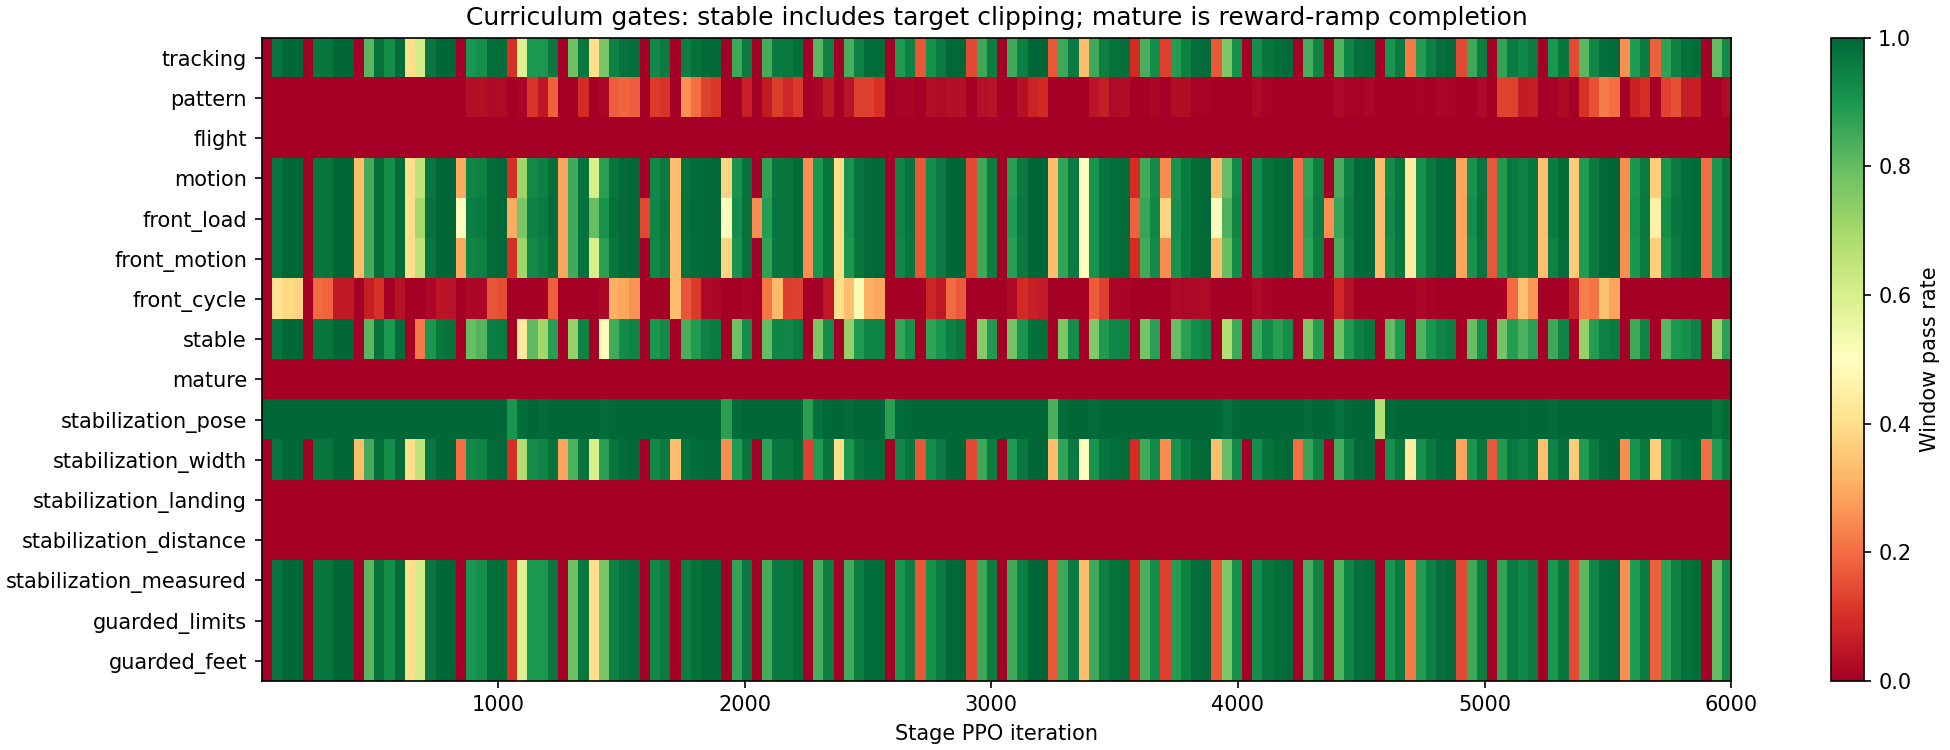 Curriculum gates: stable includes target clipping; mature is reward-ramp completion
tracking
pattern
flight
motion
front_load
front_motion
front_cycle
stable
mature
stabilization_pose
stabilization_width
stabilization_landing
stabilization_distance
stabilization_measured
guarded_limits
guarded_feet
1000 2000 3000 4000 5000 6000
Stage PPO iteration
1.0
0.8
0.6
0.4
0.2
0.0
Window pass rate